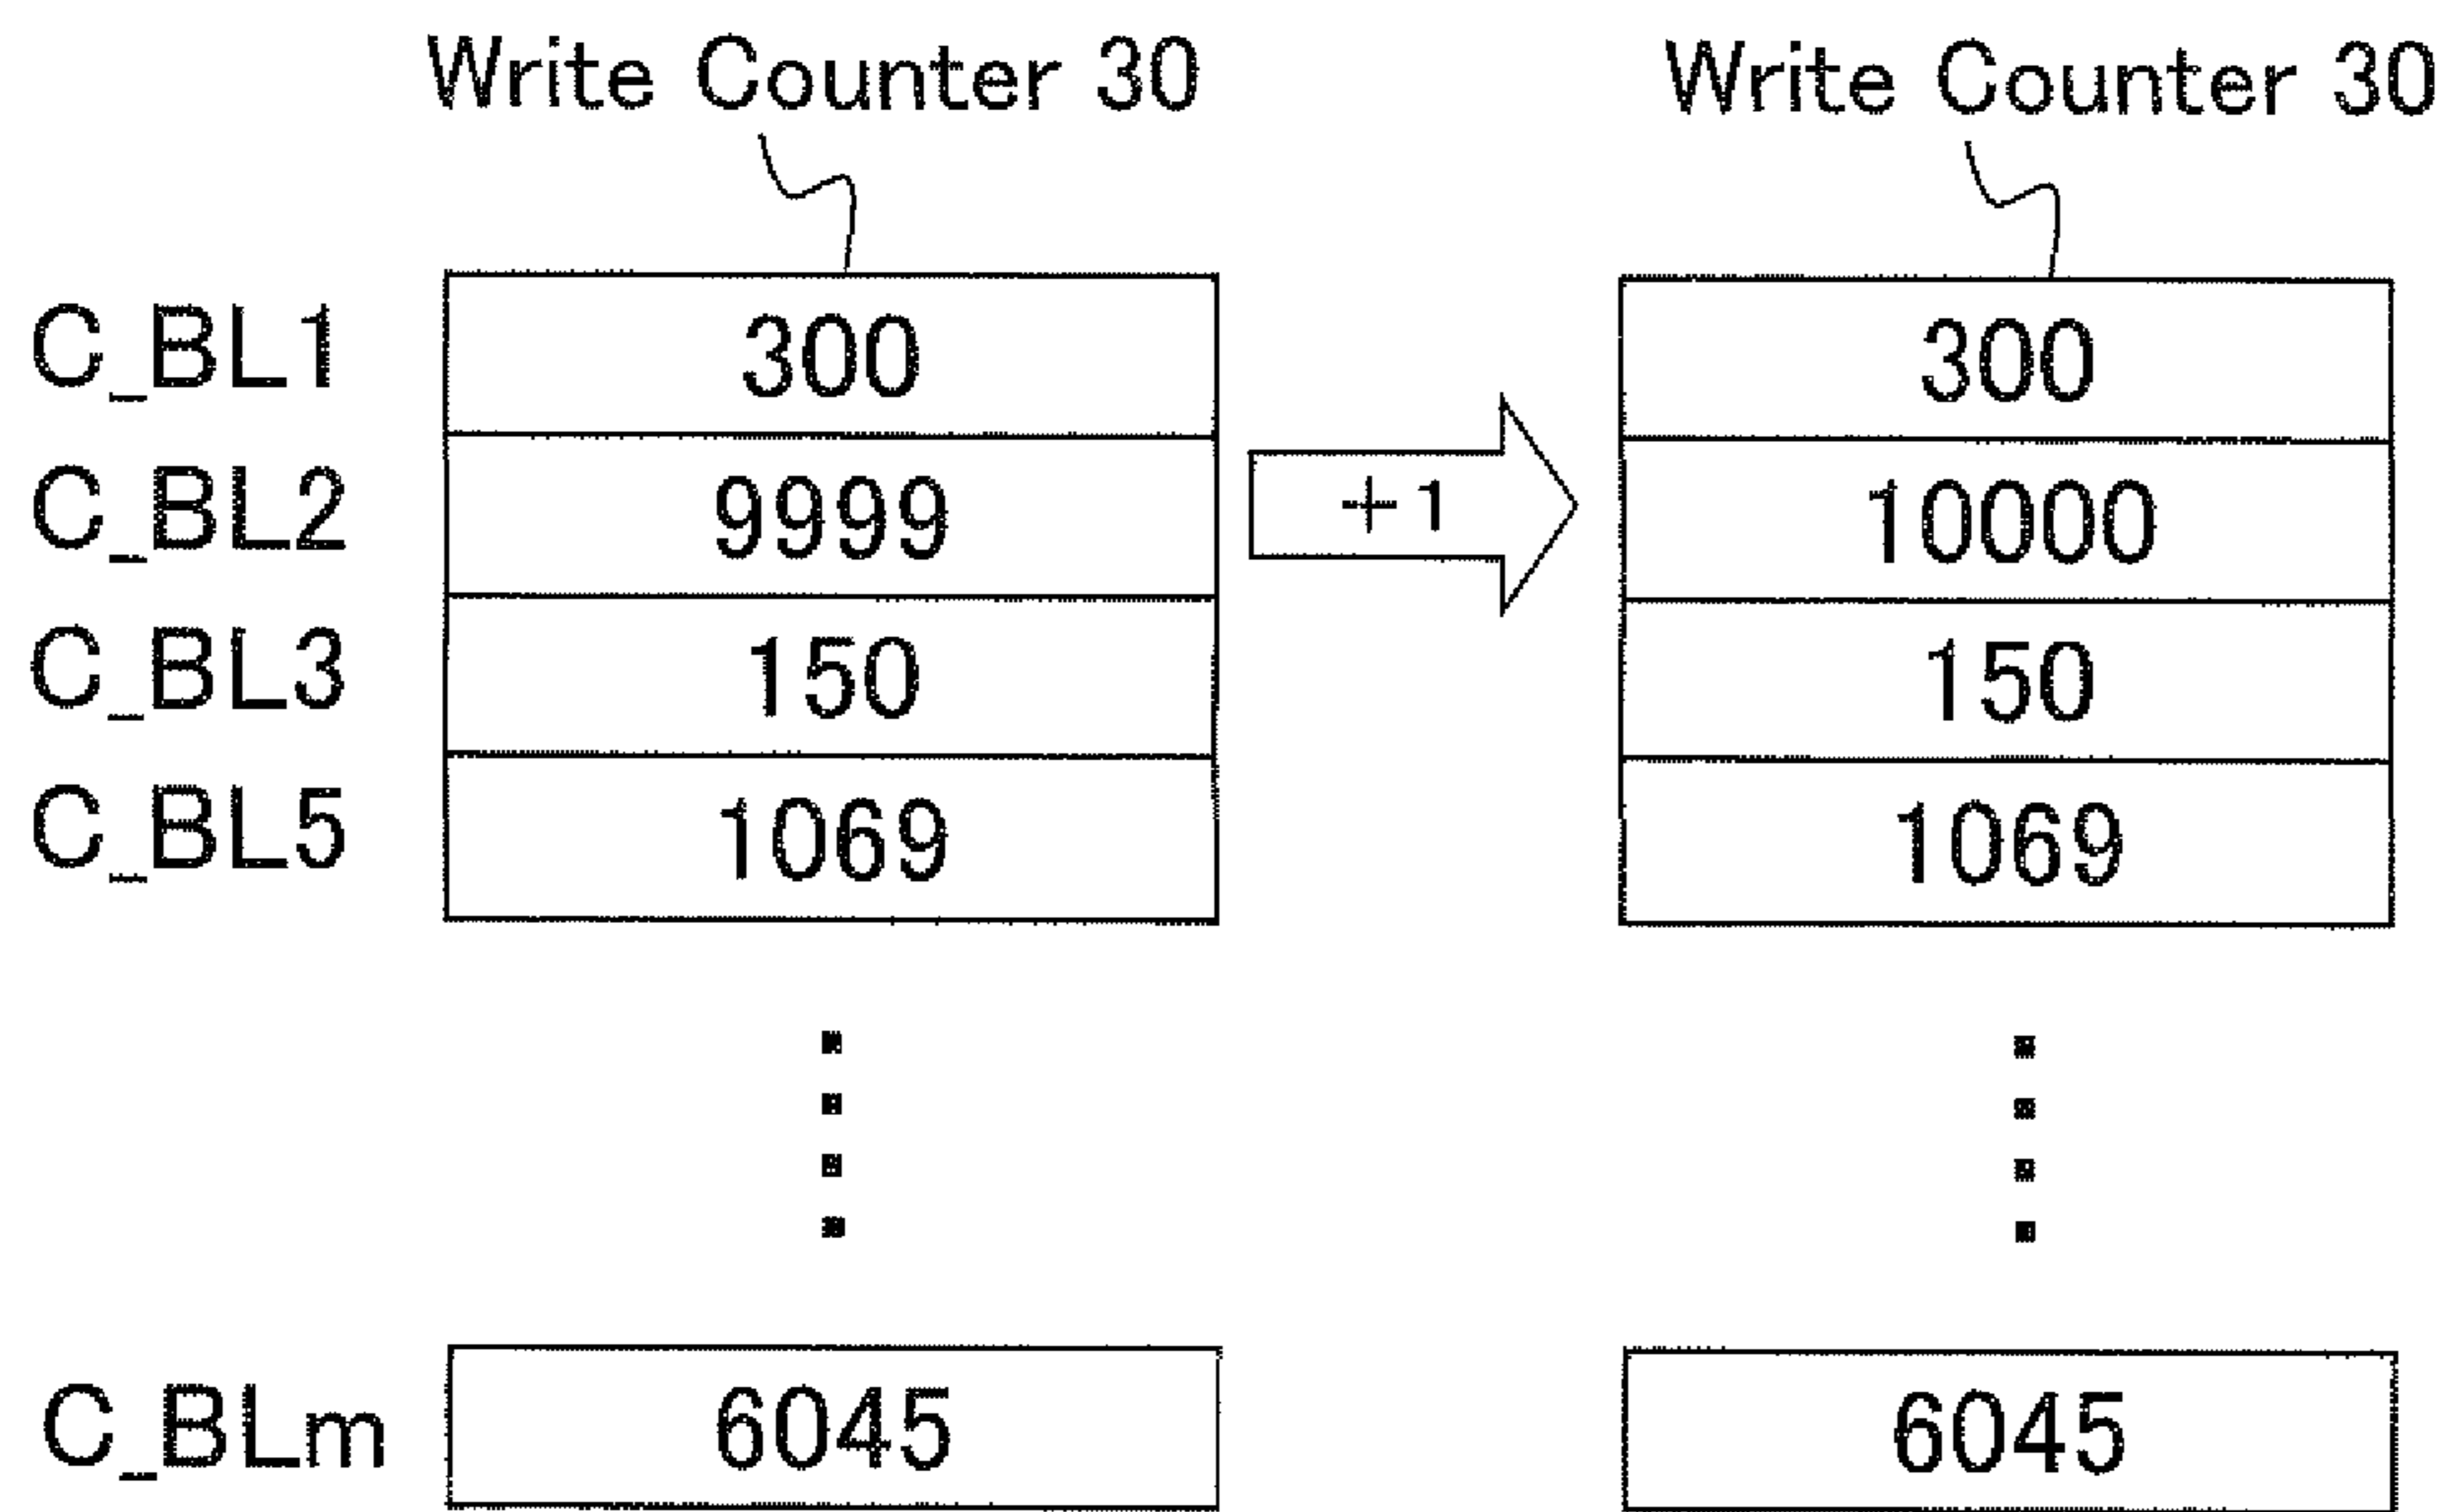 Write Counter 30 Write Counter 30
C_BL1 300 300
C_BL2 9999 +1 10000
C_BL3 150 150
C_BL5 1069 1069
C_BLm 6045 6045